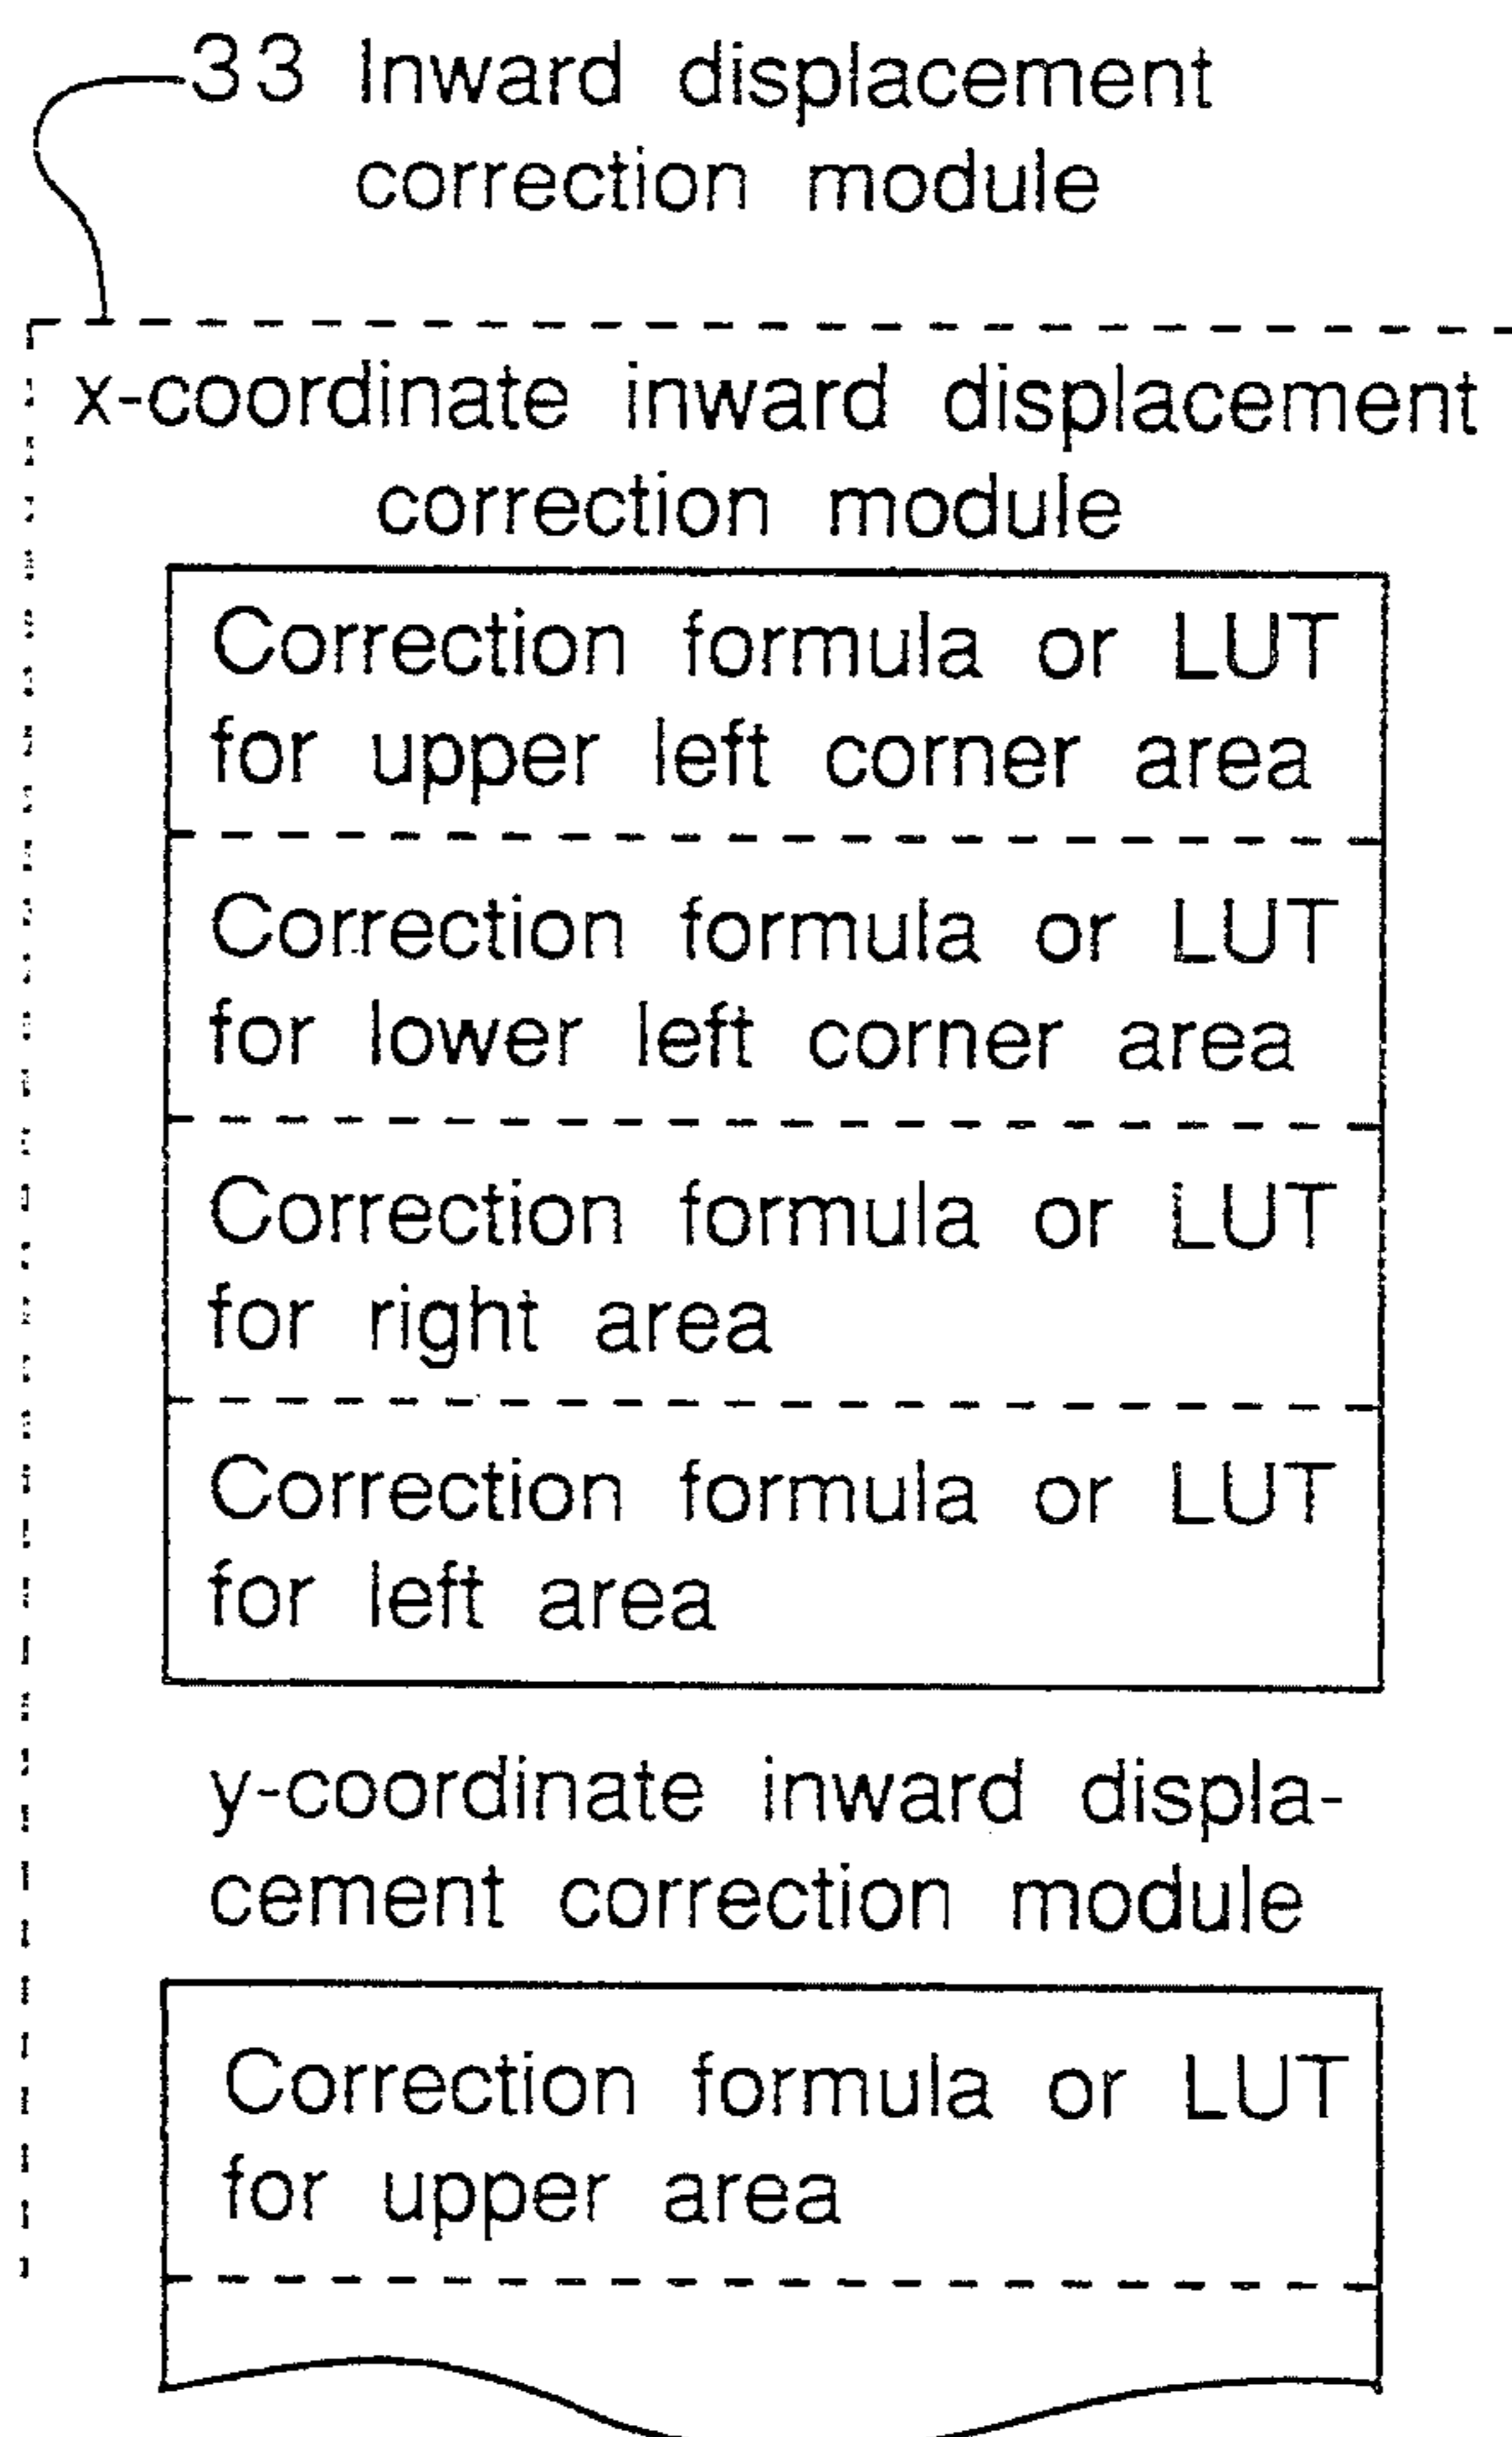 33 Inward displacement
correction module
x-coordinate inward displacement
correction module
Correction formula or LUT
for upper left corner area
Correction formula or LUT
for lower left corner area
Correction formula or LUT
for right area
Correction formula or LUT
for left area
y-coordinate inward displa-
cement correction module
Correction formula or LUT
for upper area